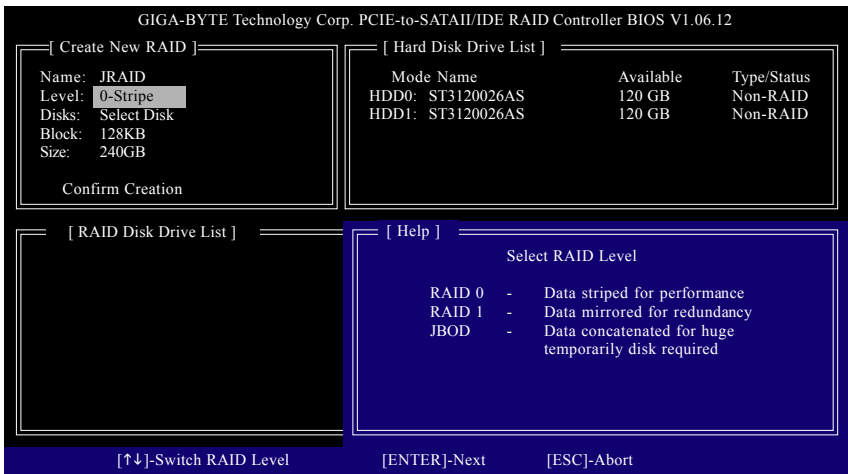 GIGA-BYTE Technology Corp. PCIE-to-SATAII/IDE RAID Controller BIOS V1.06.12
[ Create New RAID ]
Name: JRAID
Level: 0-Stripe
Disks: Select Disk
Block: 128KB
Size: 240GB
Confirm Creation
[ Hard Disk Drive List ]
Mode Name Available Type/Status
HDD0: ST3120026AS 120 GB Non-RAID
HDD1: ST3120026AS 120 GB Non-RAID
[ RAID Disk Drive List ]
[ Help ]
Select RAID Level
RAID 0 - Data striped for performance
RAID 1 - Data mirrored for redundancy
JBOD - Data concatenated for huge
temporarily disk required
[↑↓]-Switch RAID Level [ENTER]-Next [ESC]-Abort